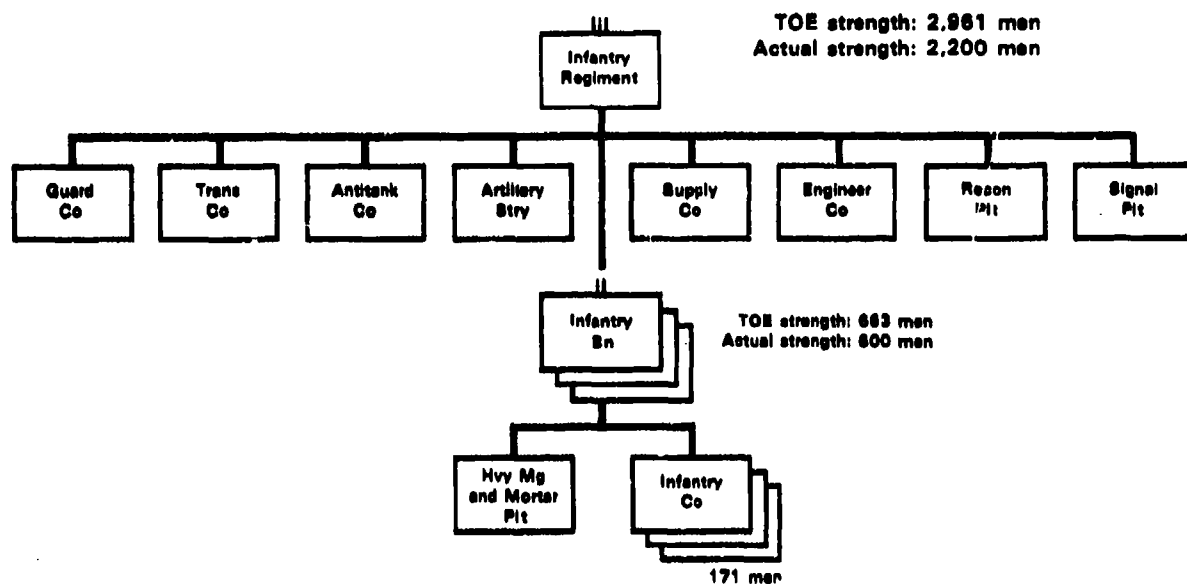 TOE strength: 2,961 men
Actual strength: 2,200 men
Infantry
Regiment
Guard
Co
Trans
Co
Antitank
Co
Artillery
Btry
Supply
Co
Engineer
Co
Recon
Plt
Signal
Plt
Infantry
Bn
TOE strength: 663 men
Actual strength: 600 men
Hvy Mg
and Mortar
Plt
Infantry
Co
171 men